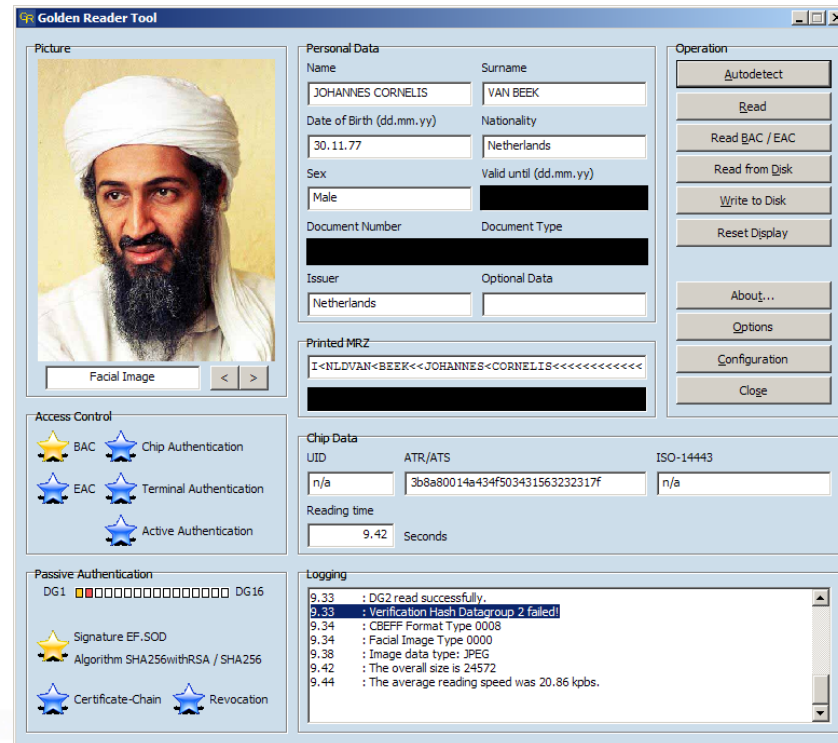 GR Golden Reader Tool
Picture
Facial Image
< >
Personal Data
Name Surname
JOHANNES CORNELIS VAN BEEK
Date of Birth (dd.mm.yy) Nationality
30.11.77 Netherlands
Sex Valid until (dd.mm.yy)
Male
Document Number Document Type
Issuer Optional Data
Netherlands
Printed MRZ
I<NLDVAN<BEEK<<JOHANNES<CORNELIS<<<<<<<<<<<<
Operation
Autodetect
Read
Read BAC / EAC
Read from Disk
Write to Disk
Reset Display
About...
Options
Configuration
Close
Access Control
BAC Chip Authentication
EAC Terminal Authentication
Active Authentication
Chip Data
UID ATR/ATS ISO-14443
n/a 3b8a80014a434f503431563232317f n/a
Reading time
9.42 Seconds
Passive Authentication
DG1 DG16
Signature EF.SOD
Algorithm SHA256withRSA / SHA256
Certificate-Chain Revocation
Logging
9.33 : DG2 read successfully.
9.33 : Verification Hash Datagroup 2 failed!
9.34 : CBEFF Format Type 0008
9.34 : Facial Image Type 0000
9.38 : Image data type: JPEG
9.42 : The overall size is 24572
9.44 : The average reading speed was 20.86 kpbs.